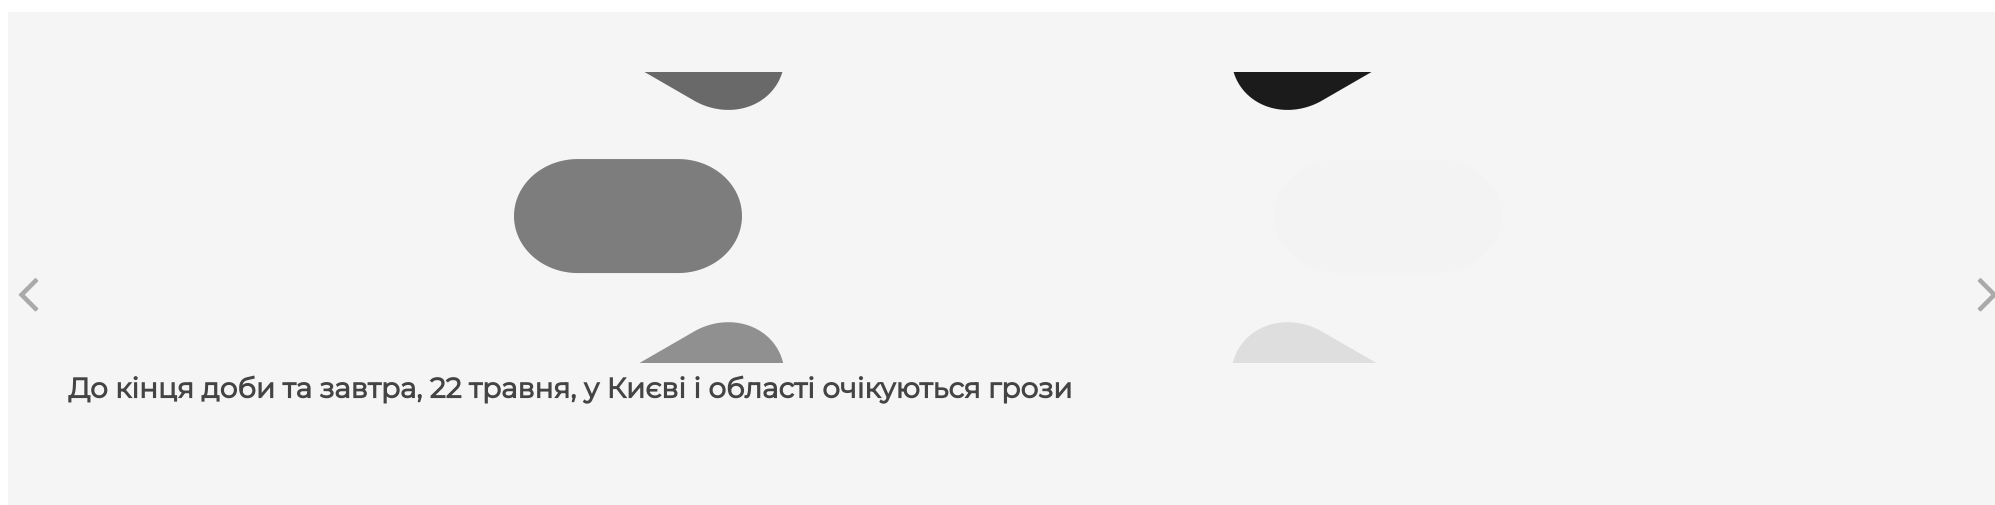 До кінця доби та завтра, 22 травня, у Києві і області очікуються грози